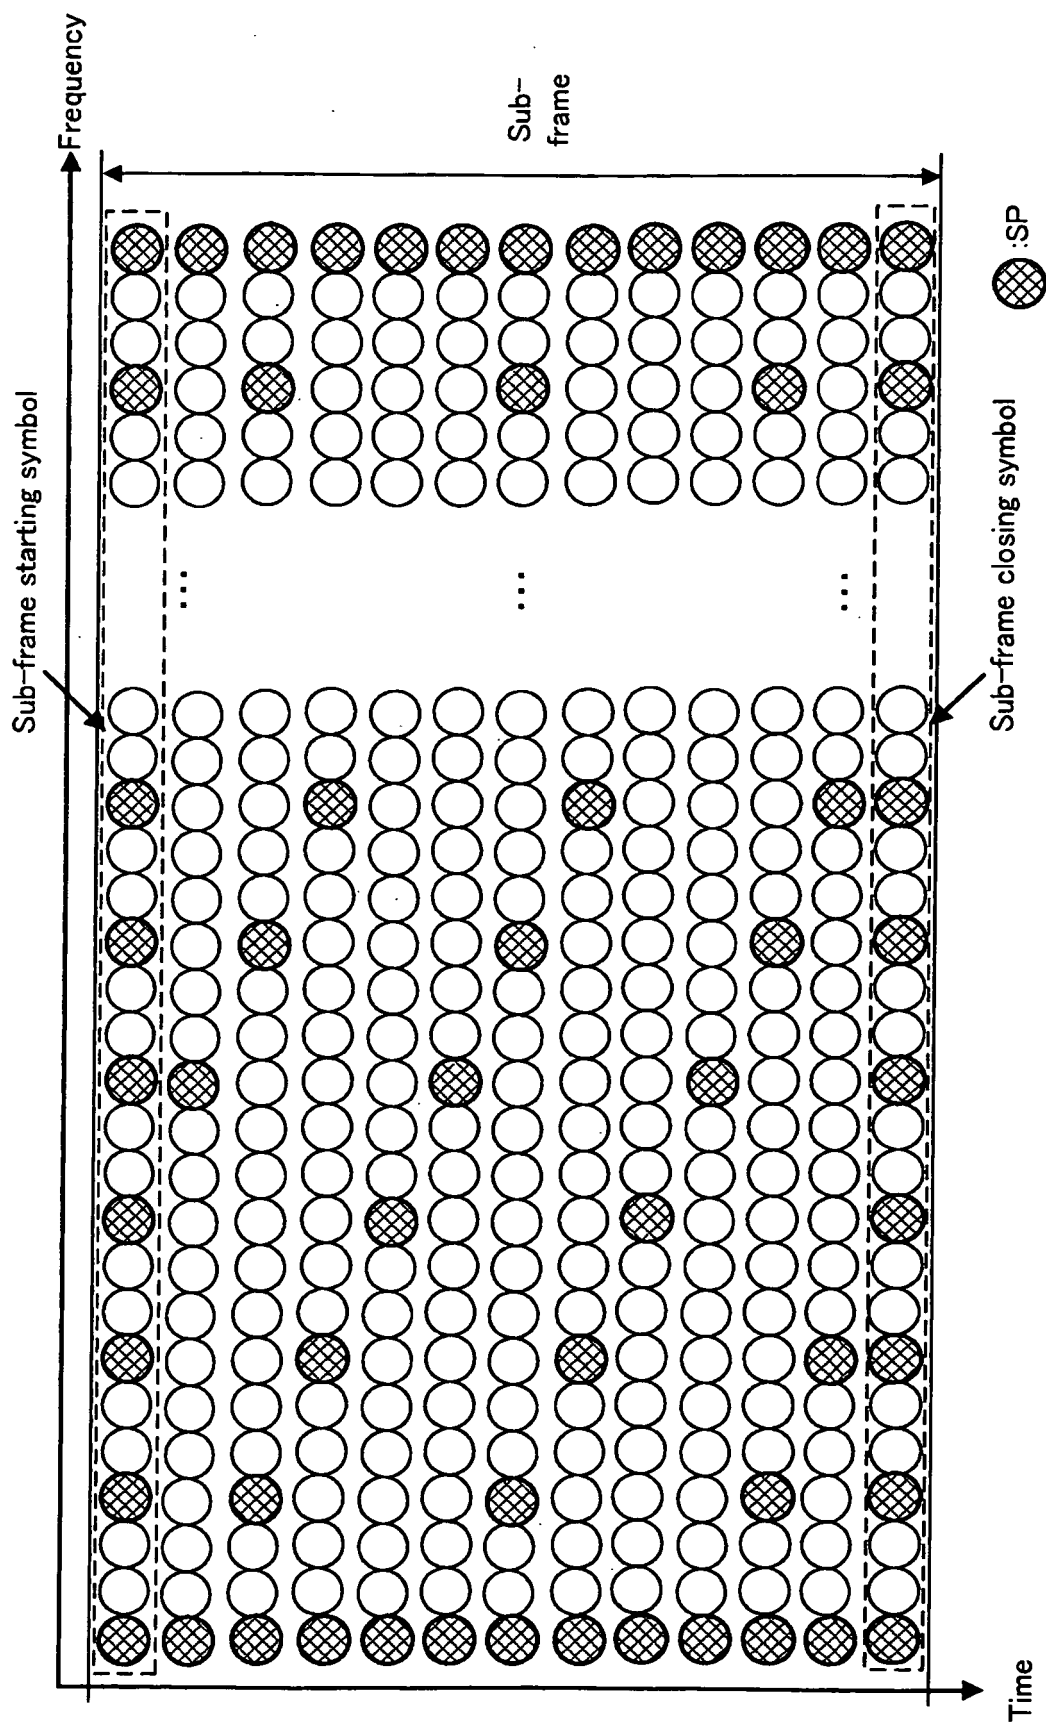 Frequency
Sub-frame starting symbol
Sub-
frame
...
...
...
Sub-frame closing symbol
:SP
Time